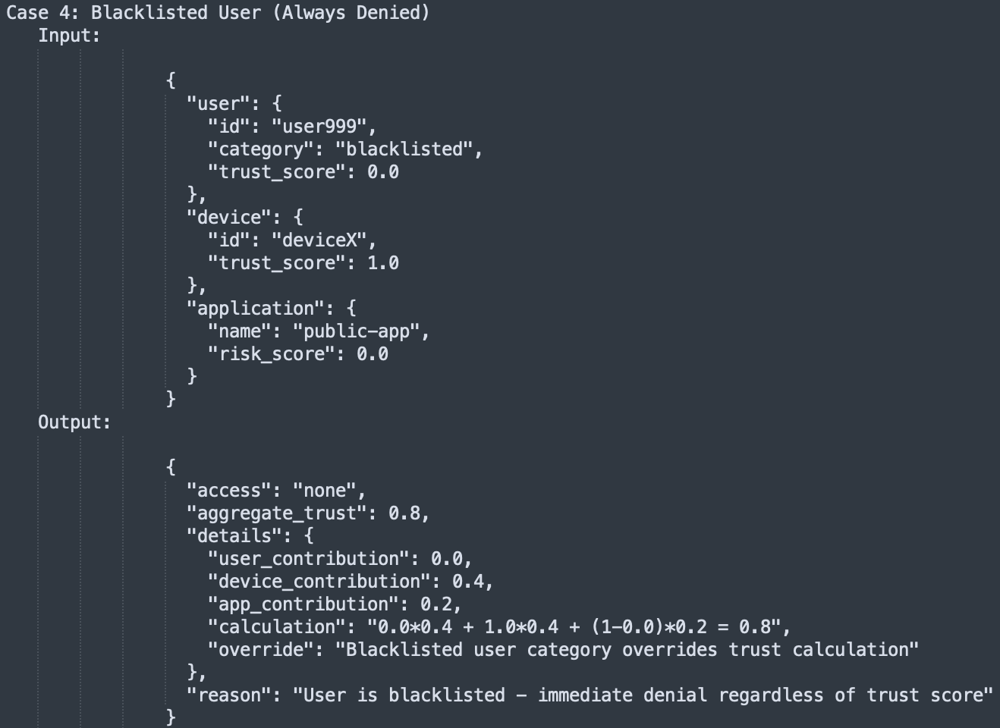 Case 4: Blacklisted User (Always Denied)
Input:
{
"user": {
"id": "user999",
"category": "blacklisted",
"trust_score": 0.0
},
"device": {
"id": "deviceX",
"trust_score": 1.0
},
"application": {
"name": "public-app",
"risk_score": 0.0
}
}
Output:
{
"access": "none",
"aggregate_trust": 0.8,
"details": {
"user_contribution": 0.0,
"device_contribution": 0.4,
"app_contribution": 0.2,
"calculation": "0.0*0.4 + 1.0*0.4 + (1-0.0)*0.2 = 0.8",
"override": "Blacklisted user category overrides trust calculation"
},
"reason": "User is blacklisted - immediate denial regardless of trust score"
}